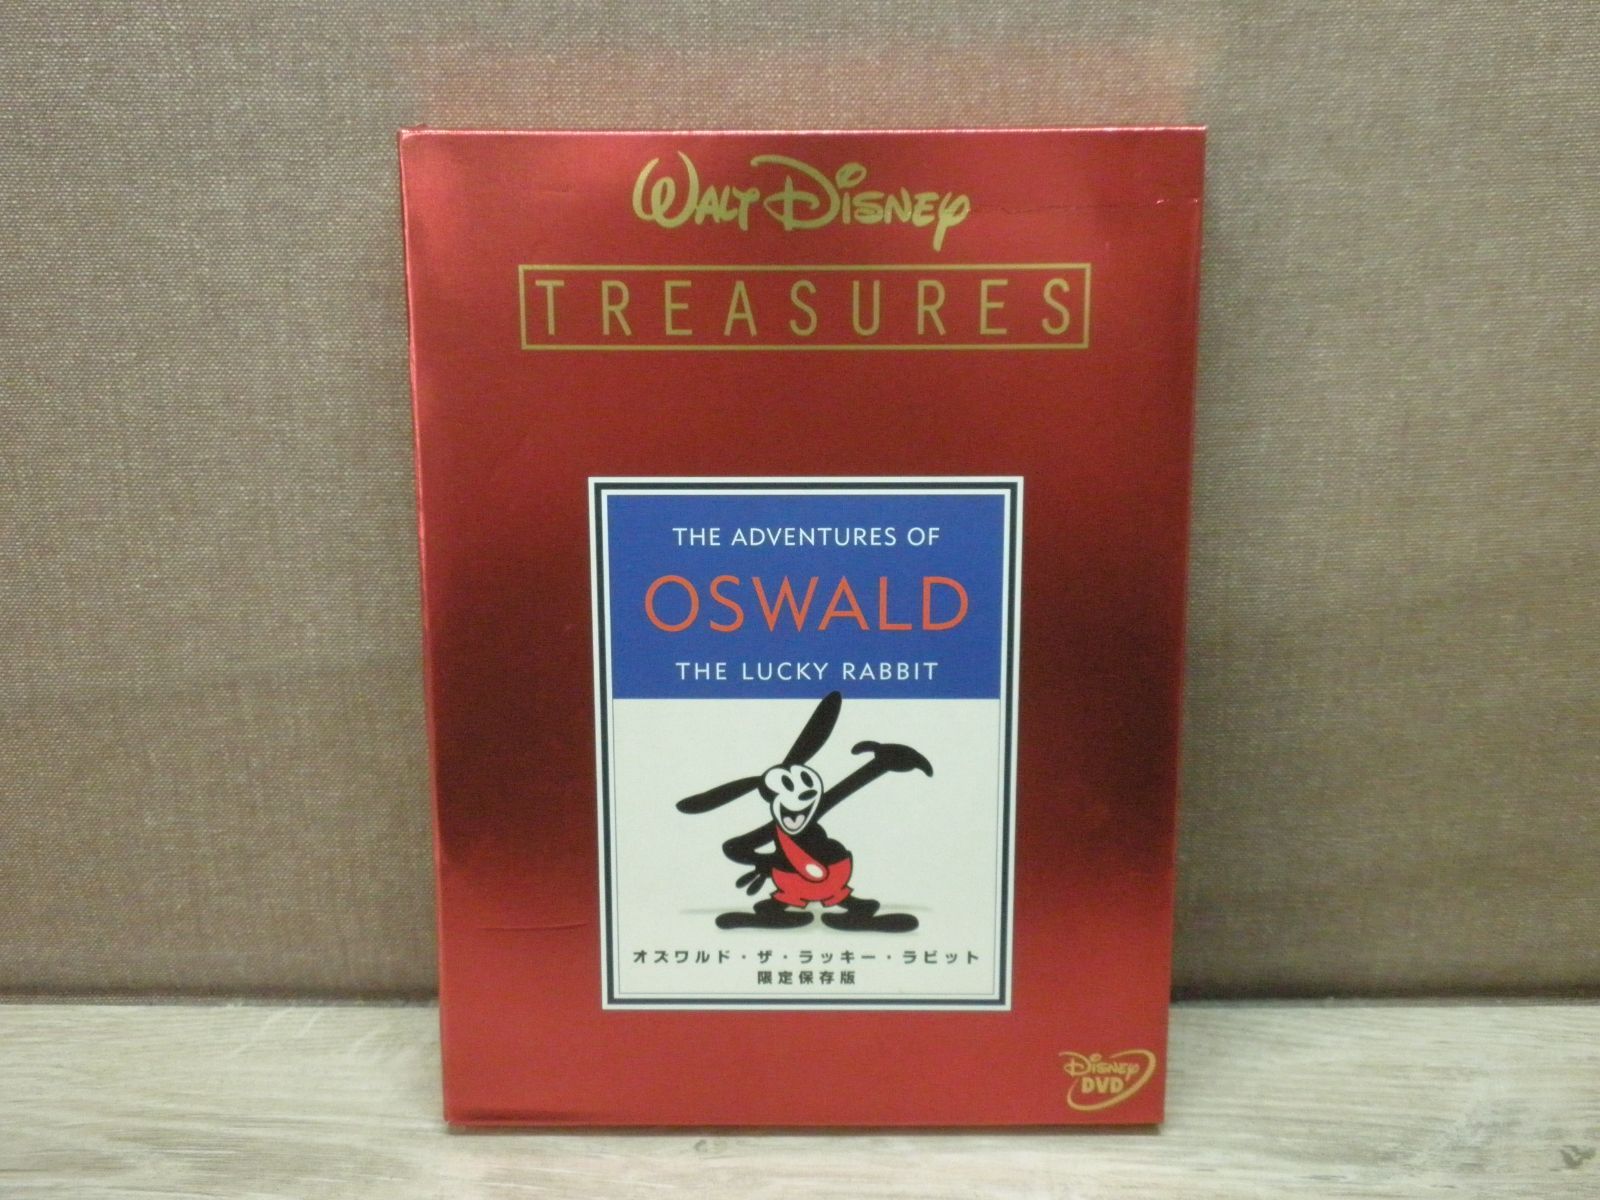 WALT DISNEY
TREASURES
THE ADVENTURES OF
OSWALD
THE LUCKY RABBIT
オズワルド・ザ・ラッキー・ラビット
限定保存版
DISNEY
DVD